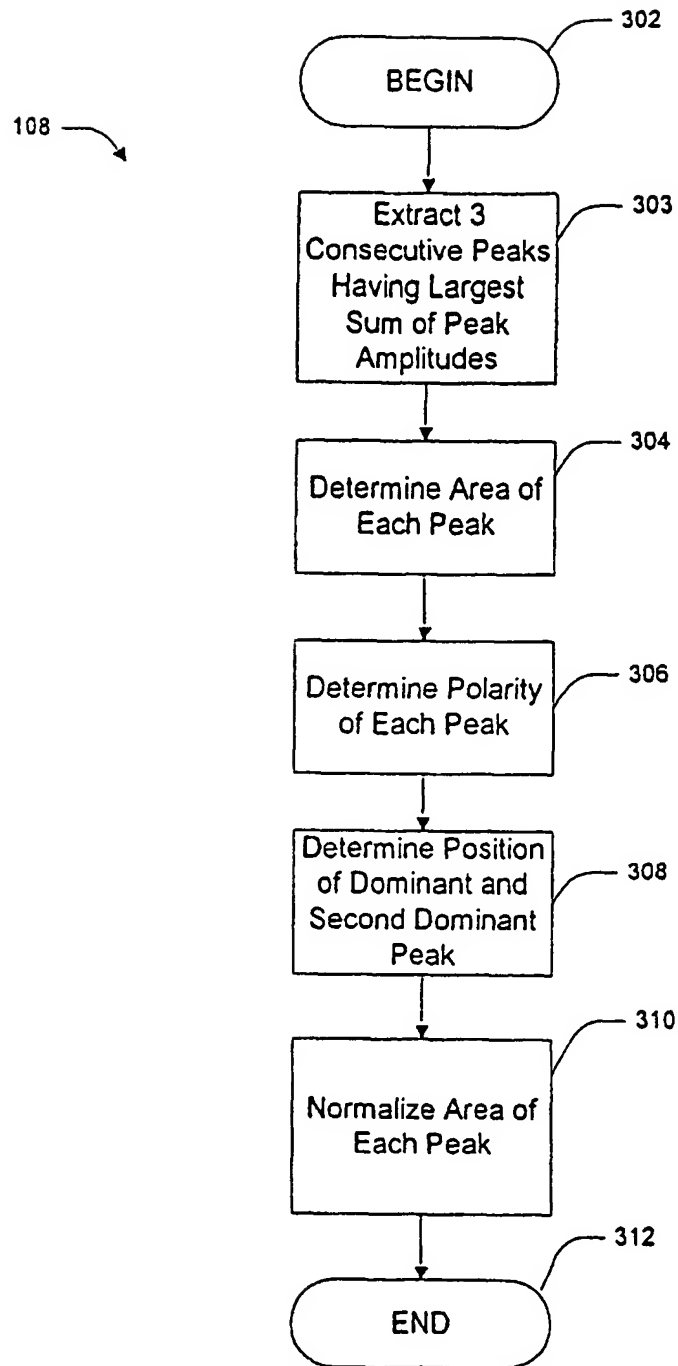 302
BEGIN
108
303
Extract 3
Consecutive Peaks
Having Largest
Sum of Peak
Amplitudes
304
Determine Area of
Each Peak
306
Determine Polarity
of Each Peak
308
Determine Position
of Dominant and
Second Dominant
Peak
310
Normalize Area of
Each Peak
312
END